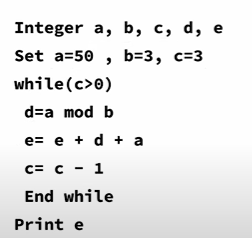 Integer a, b, c, d, e
Set a=50 , b=3, c=3
while(c>0)
d=a mod b
e= e + d + a
c= c - 1
End while
Print e